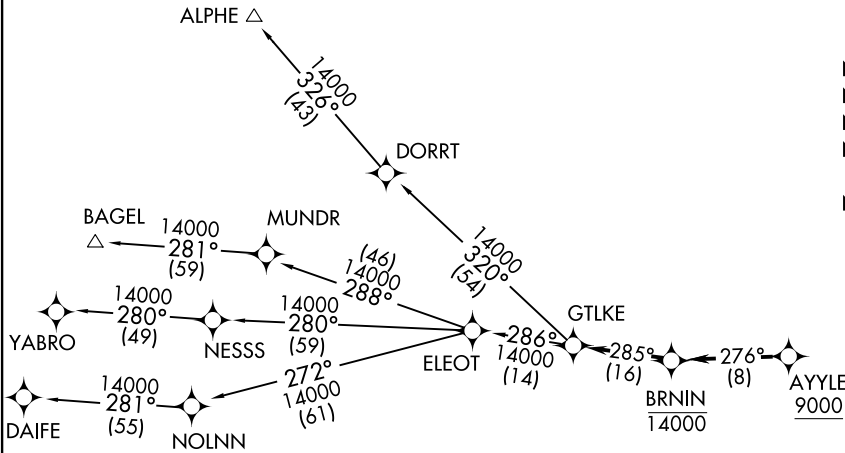 ALPHE
14000
326°
(43)
DORRT
BAGEL
14000
281°
(59)
MUNDR
(46)
14000
288°
14000
320°
(54)
GTLKE
YABRO
14000
280°
(49)
NESSS
14000
280°
(59)
ELEOT
286°
14000
(14)
285°
(16)
BRNIN
14000
276°
(8)
AYYLE
9000
DAIFE
14000
281°
(55)
NOLNN
272°
14000
(61)